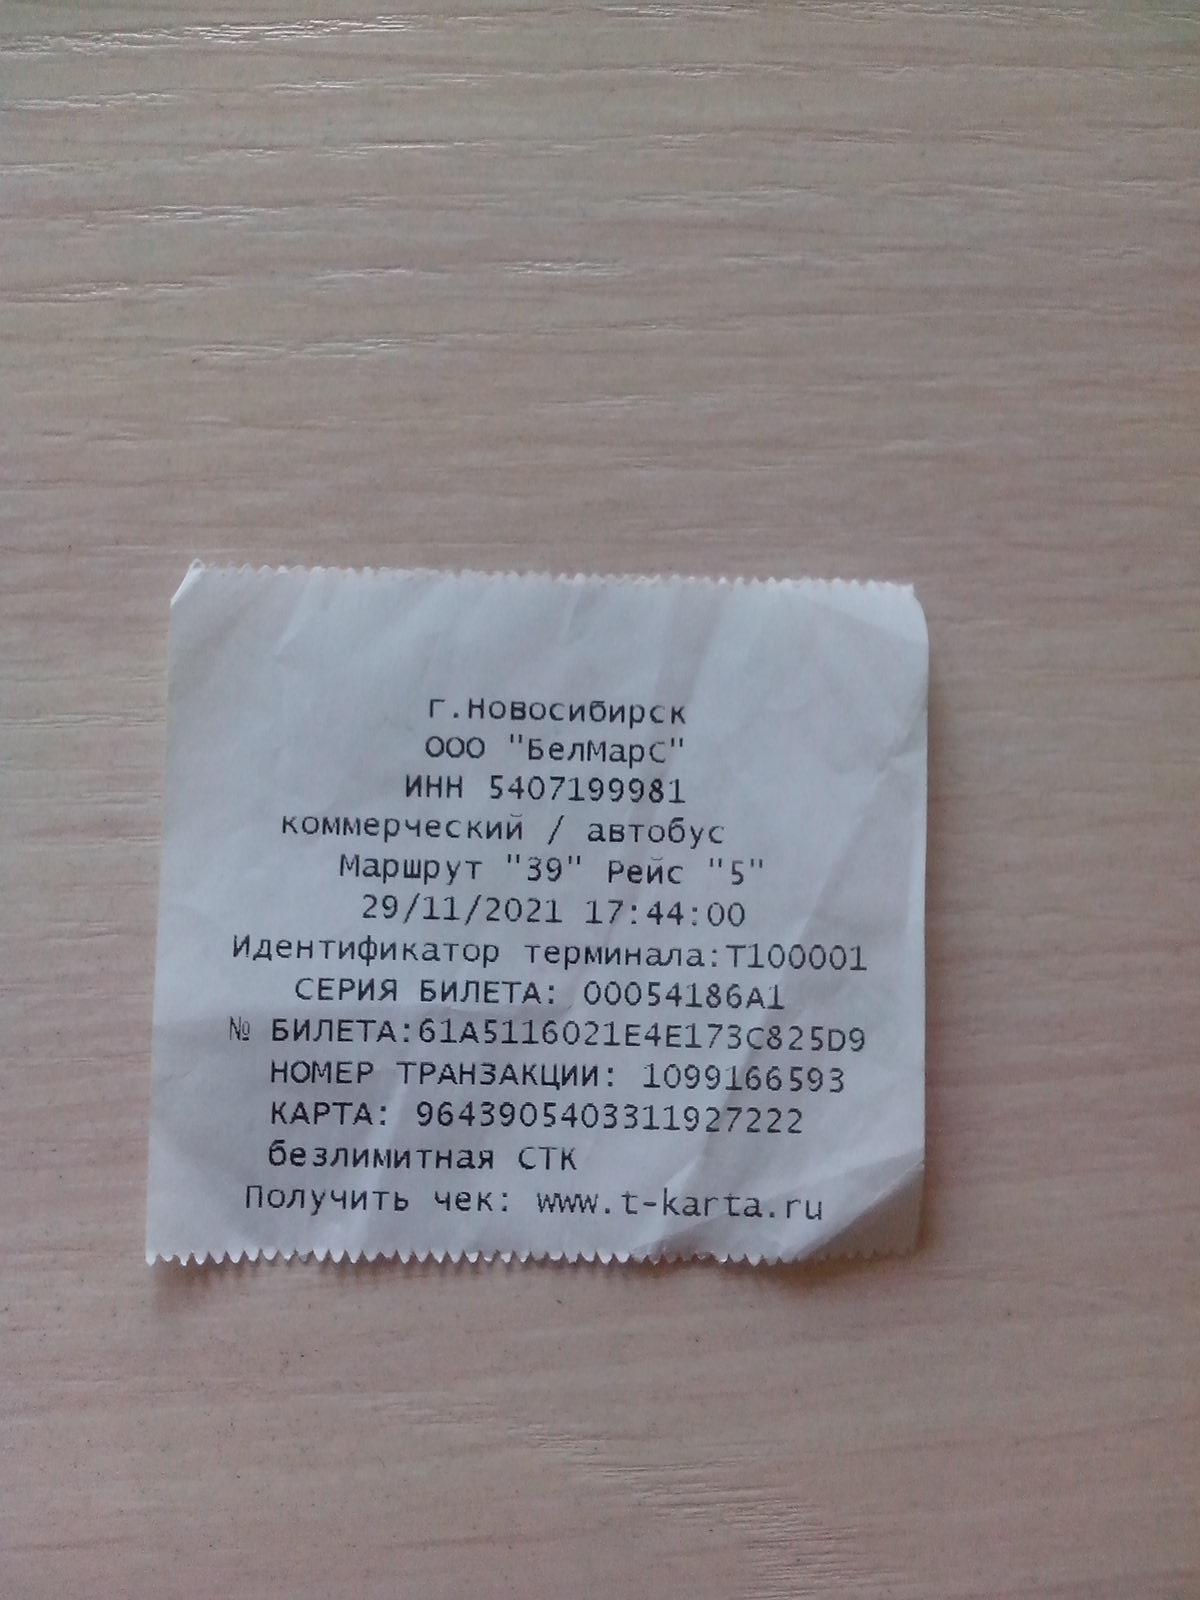 г.Новосибирск
ООО "БелМарС"
ИНН 5407199981
коммерческий / автобус
Маршрут "39" Рейс "5"
29/11/2021 17:44:00
Идентификатор терминала:T100001
СЕРИЯ БИЛЕТА: 00054186A1
№ БИЛЕТА:61A5116021E4E173C825D9
НОМЕР ТРАНЗАКЦИИ: 1099166593
КАРТА: 9643905403311927222
безлимитная СТК
Получить чек: www.t-karta.ru